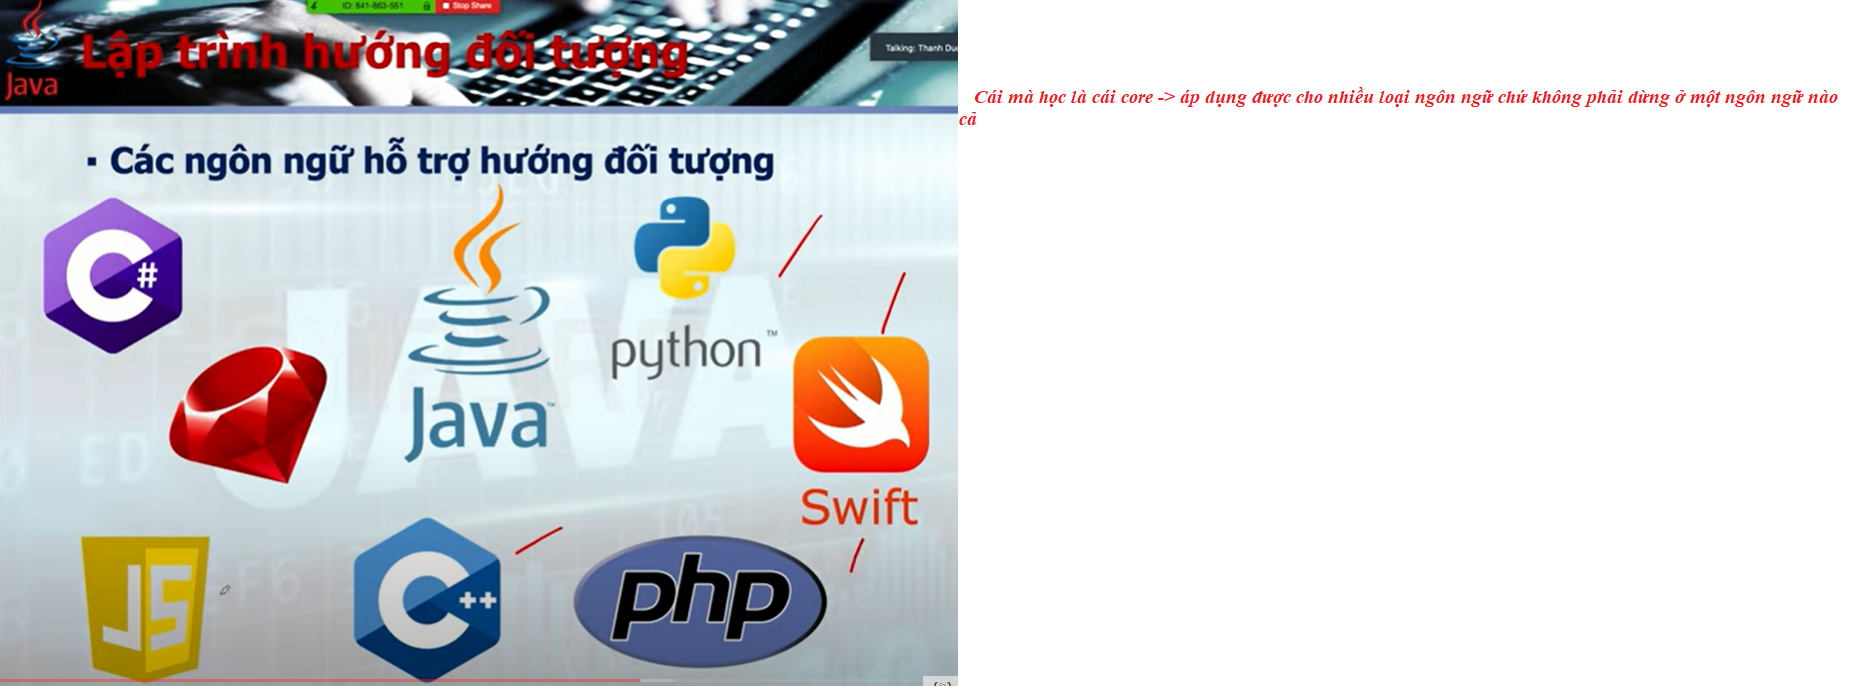 ID: 841-863-551 Stop Share
Lập trình hướng đối tượng
Java
Talking: Thanh
Cái mà học là cái core -> áp dụng được cho nhiều loại ngôn ngữ chứ không phải dừng ở một ngôn ngữ nào
cả
▪ Các ngôn ngữ hỗ trợ hướng đối tượng
C#
python™
Java™
Swift
JS
C++
php